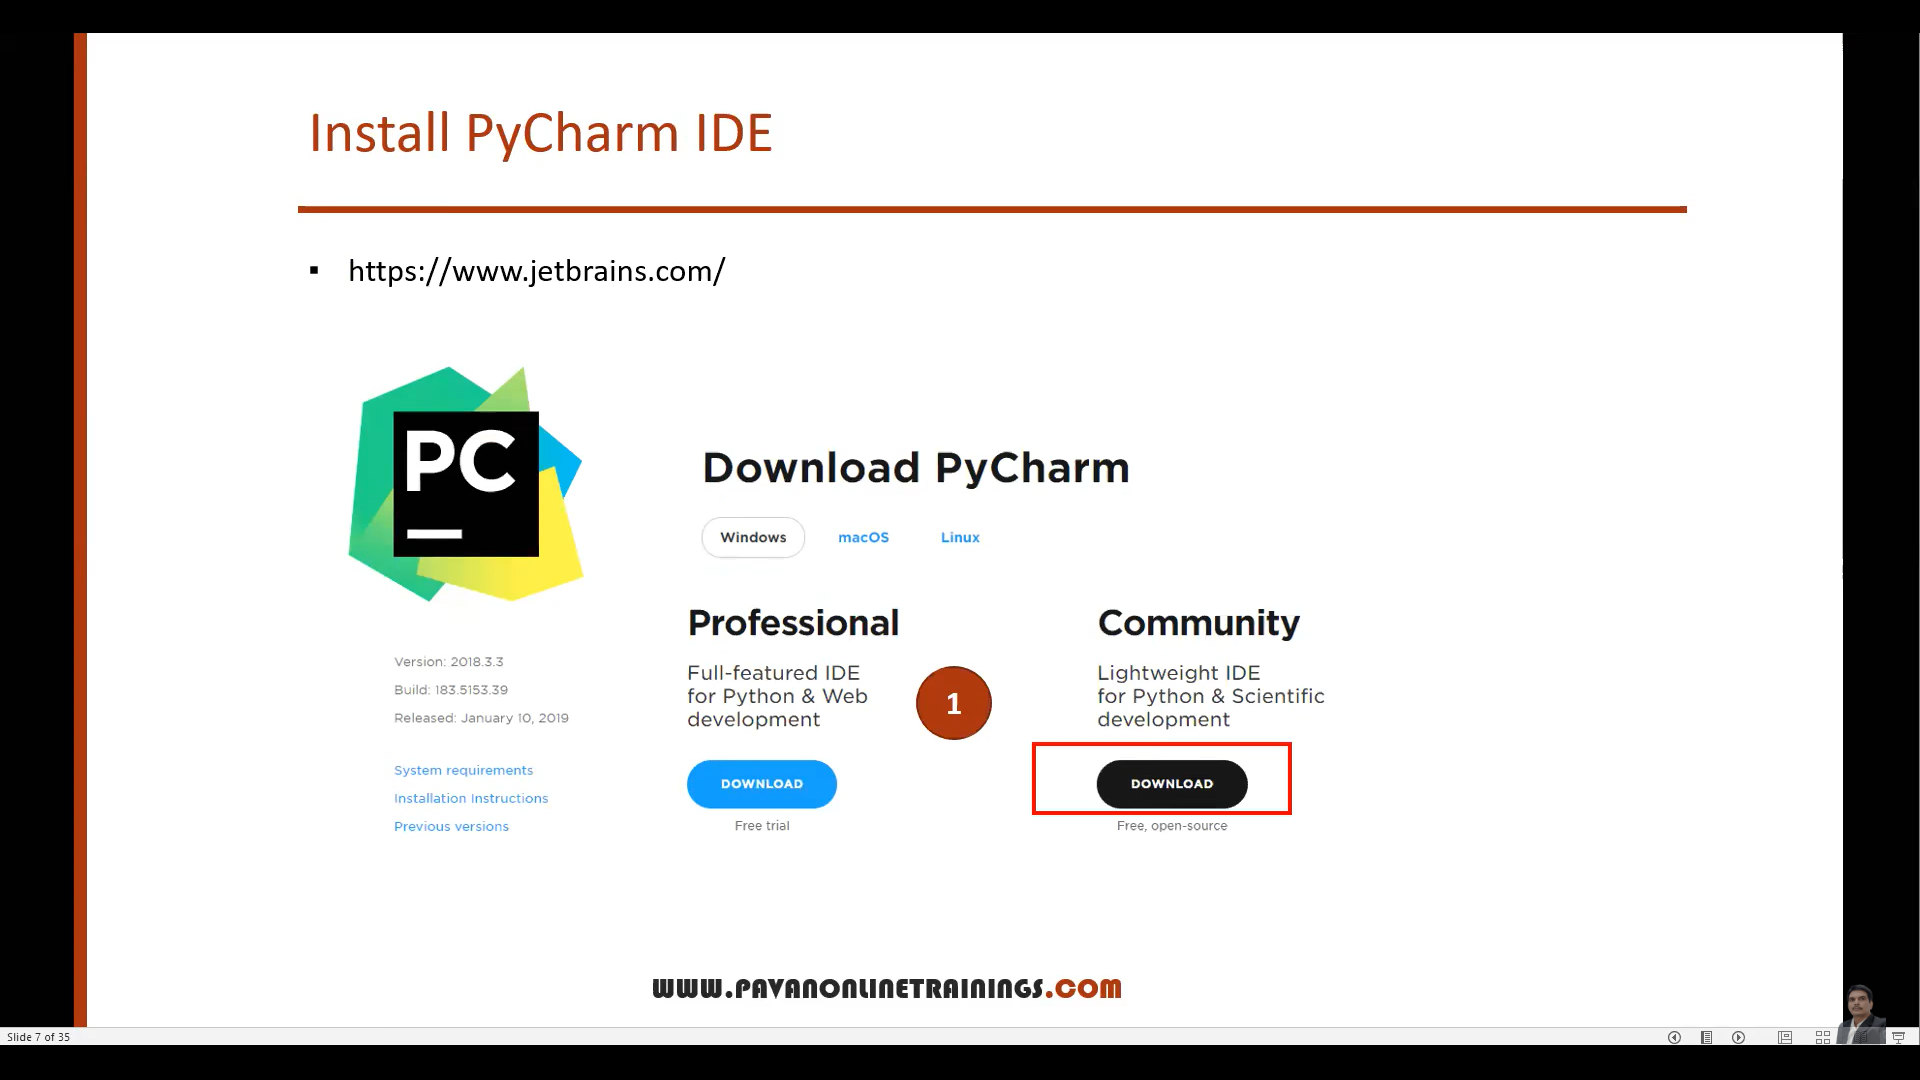 Install PyCharm IDE
▪ https://www.jetbrains.com/
PC
Download PyCharm
Windows macOS Linux
Professional
Full-featured IDE
for Python & Web
development
DOWNLOAD
Free trial
1
Community
Lightweight IDE
for Python & Scientific
development
DOWNLOAD
Free, open-source
Version: 2018.3.3
Build: 183.5153.39
Released: January 10, 2019
System requirements
Installation Instructions
Previous versions
WWW.PAVANONLINETRAININGS.COM
Slide 7 of 35